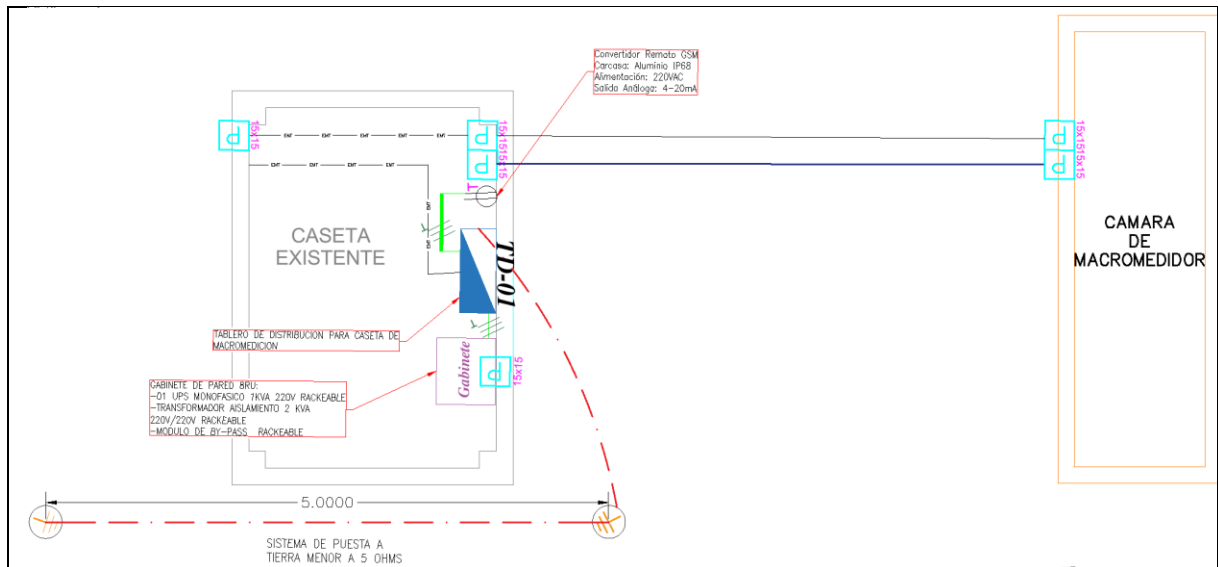 Convertidor Remoto GSM
Carcasa: Aluminio IP68
Alimentación: 220VAC
Salida Análoga: 4-20mA
15x15
15x15
15x15
15x15
15x15
P
P
P
P
P
EMT
EMT
EMT
EMT
EMT
EMT
EMT
EMT
EMT
EMT
T
CASETA
EXISTENTE
TD-01
CAMARA
DE
MACROMEDIDOR
TABLERO DE DISTRIBUCION PARA CASETA DE
MACROMEDICION
Gabinete
P
15x15
GABINETE DE PARED 8RU:
-01 UPS MONOFASICO 1KVA 220V RACKEABLE
-TRANSFORMADOR AISLAMIENTO 2 KVA
220V/220V RACKEABLE
-MODULO DE BY-PASS RACKEABLE
5.0000
SISTEMA DE PUESTA A
TIERRA MENOR A 5 OHMS